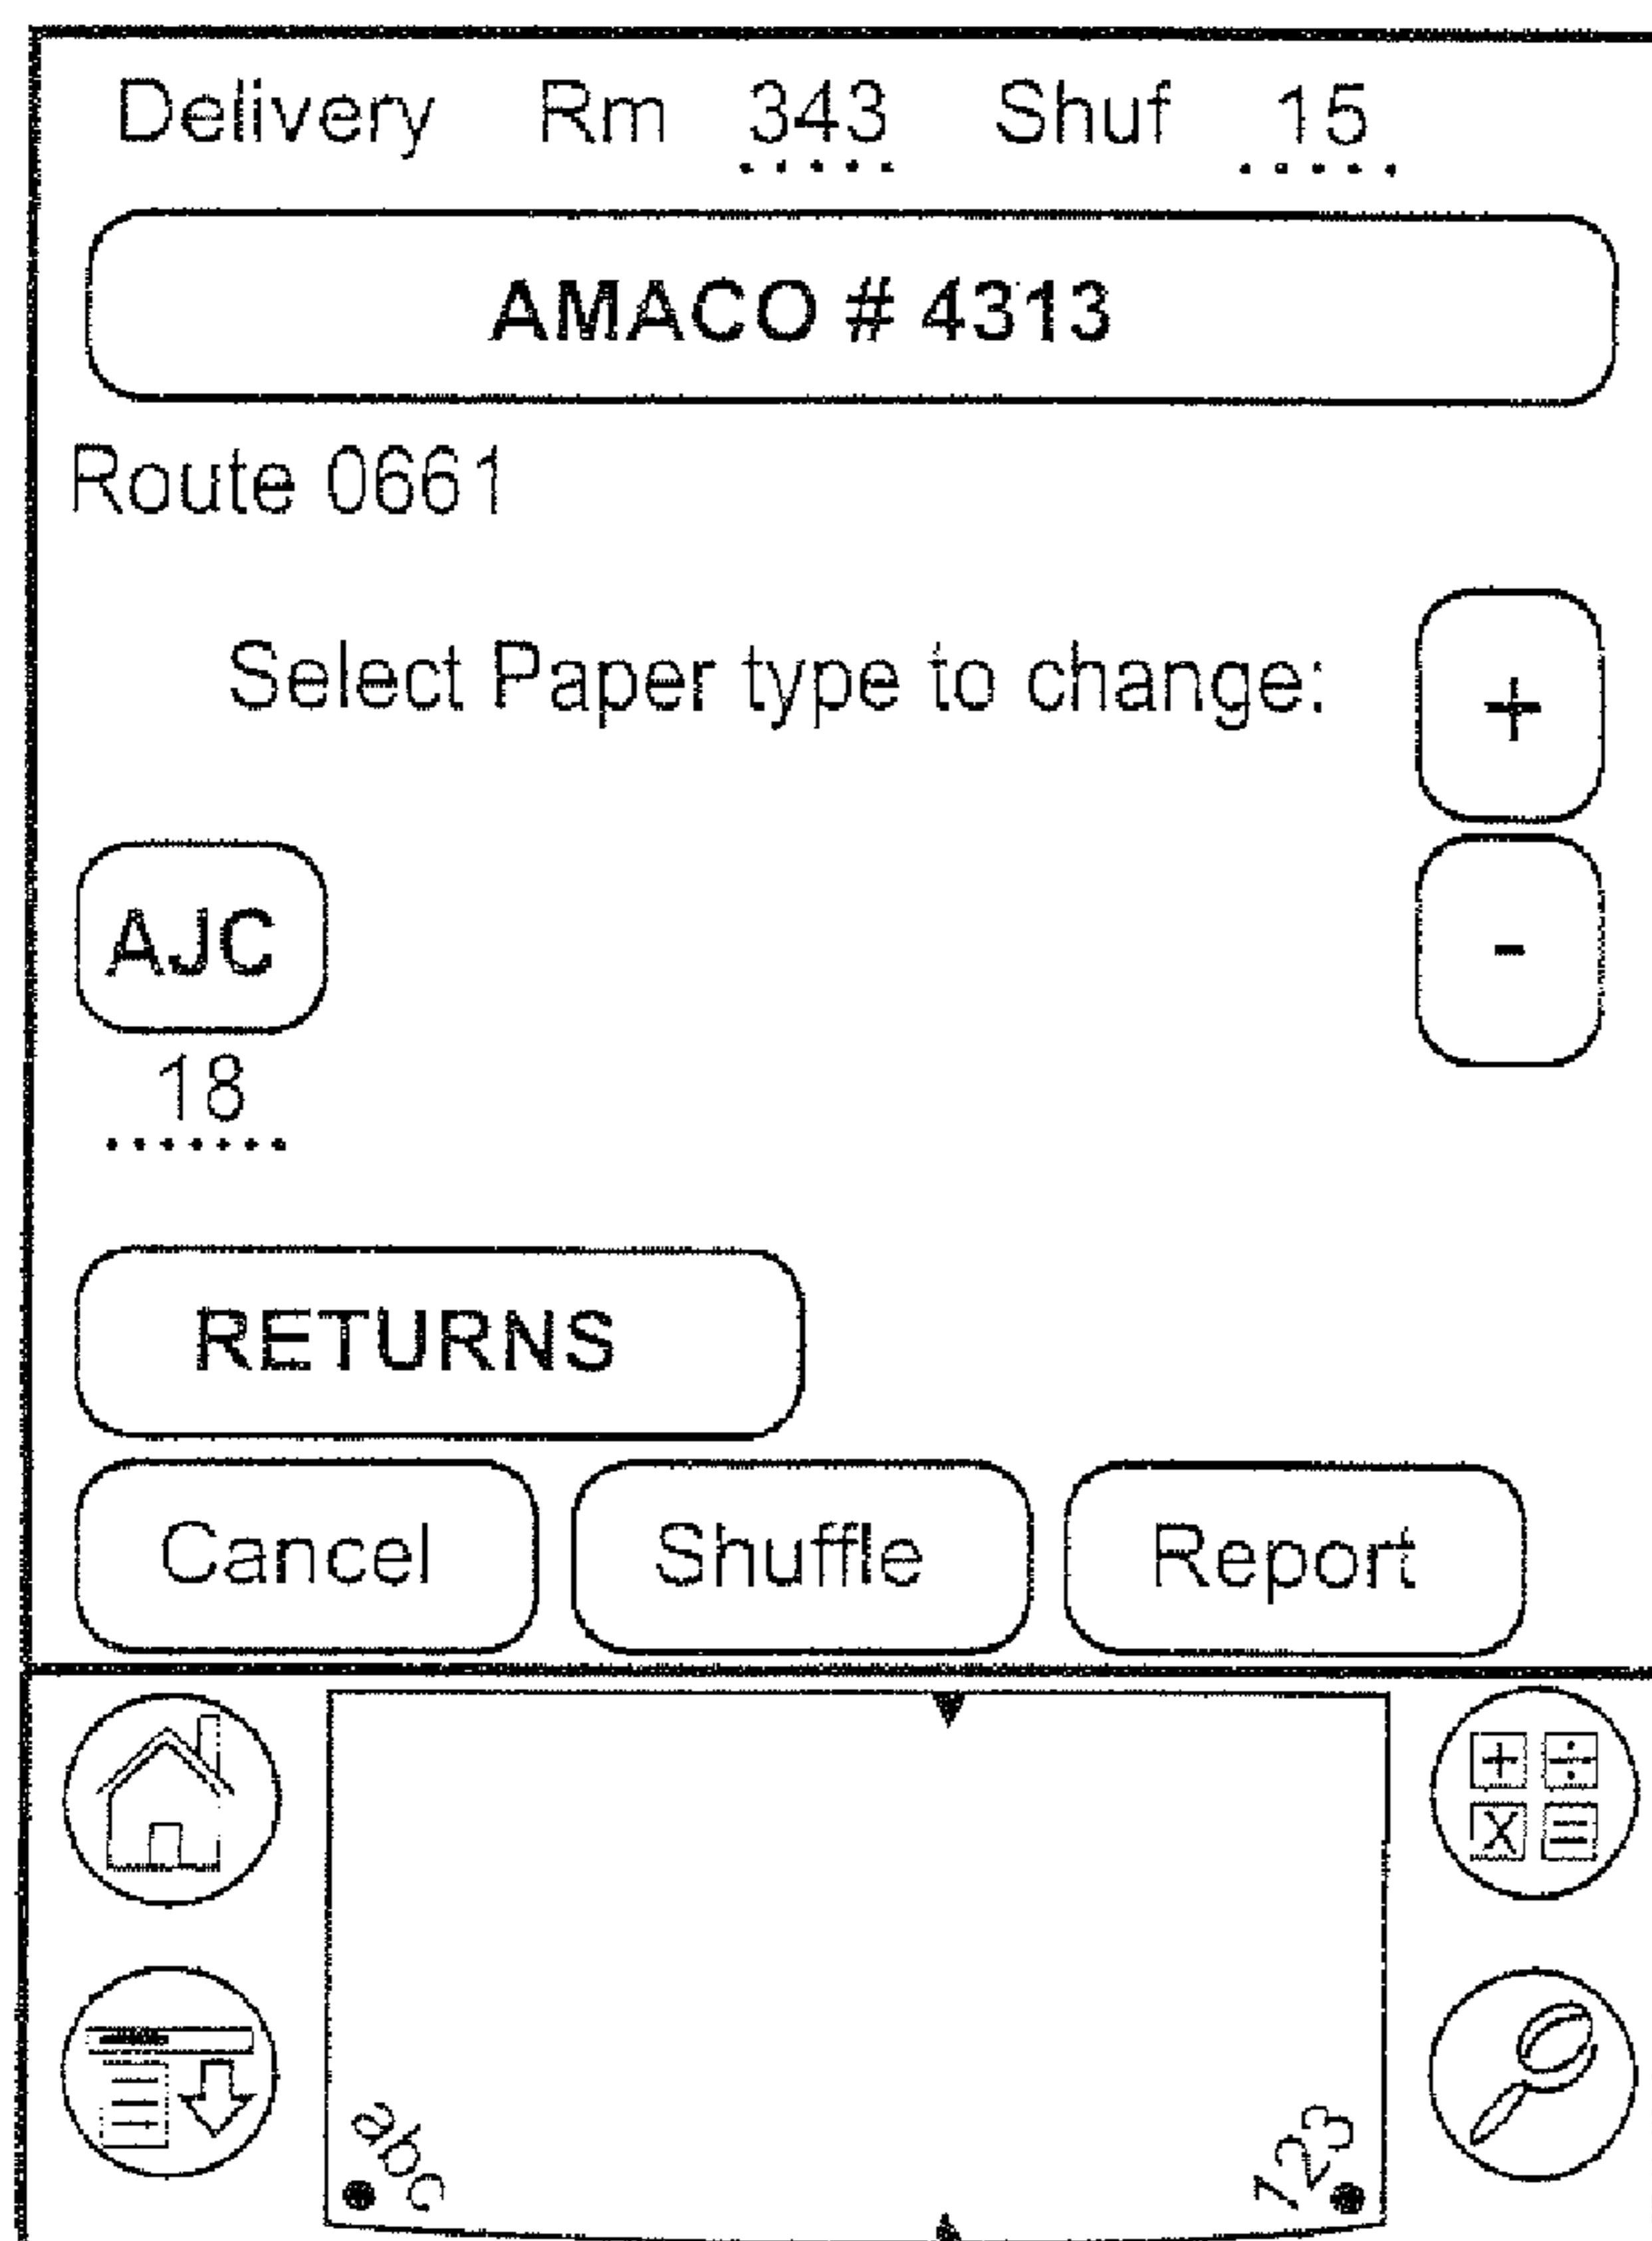 Delivery Rm 343 Shuf 15
AMACO # 4313
Route 0661
Select Paper type to change:
+
-
AJC
18
RETURNS
Cancel Shuffle Report
+ ÷
X =
abc 123